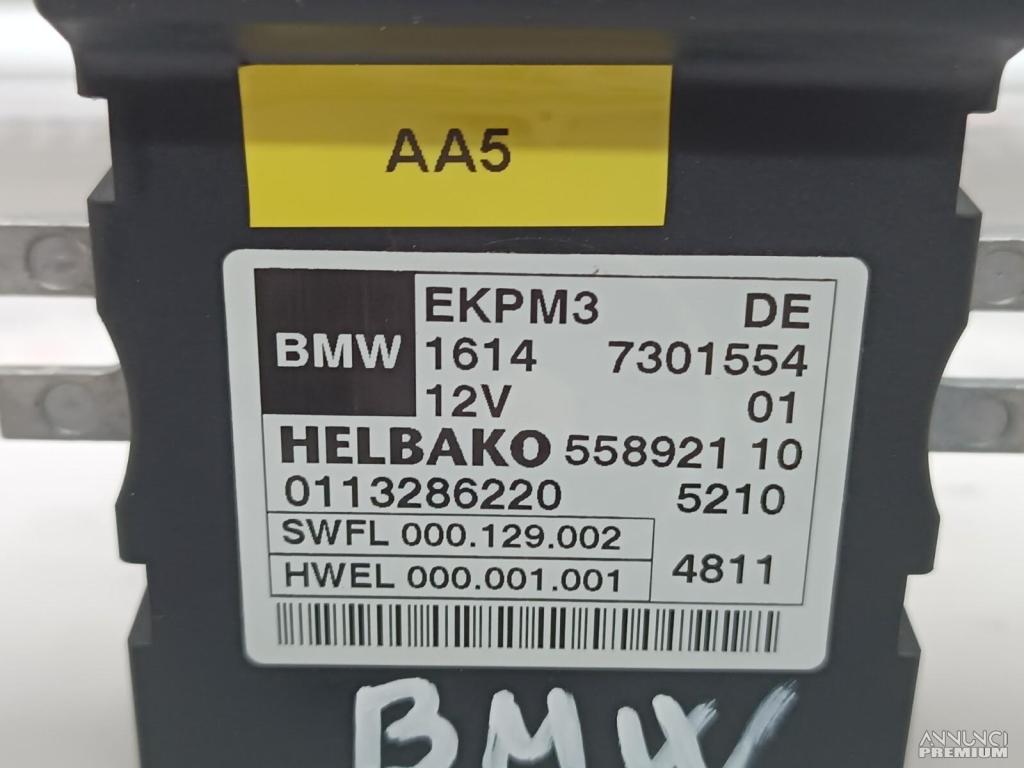 AA5
BMW
EKPM3 DE
1614 7301554
12V 01
HELBAKO 558921 10
0113286220 5210
SWFL 000.129.002
HWEL 000.001.001
4811
BMW
ANNUNCI
PREMIUM